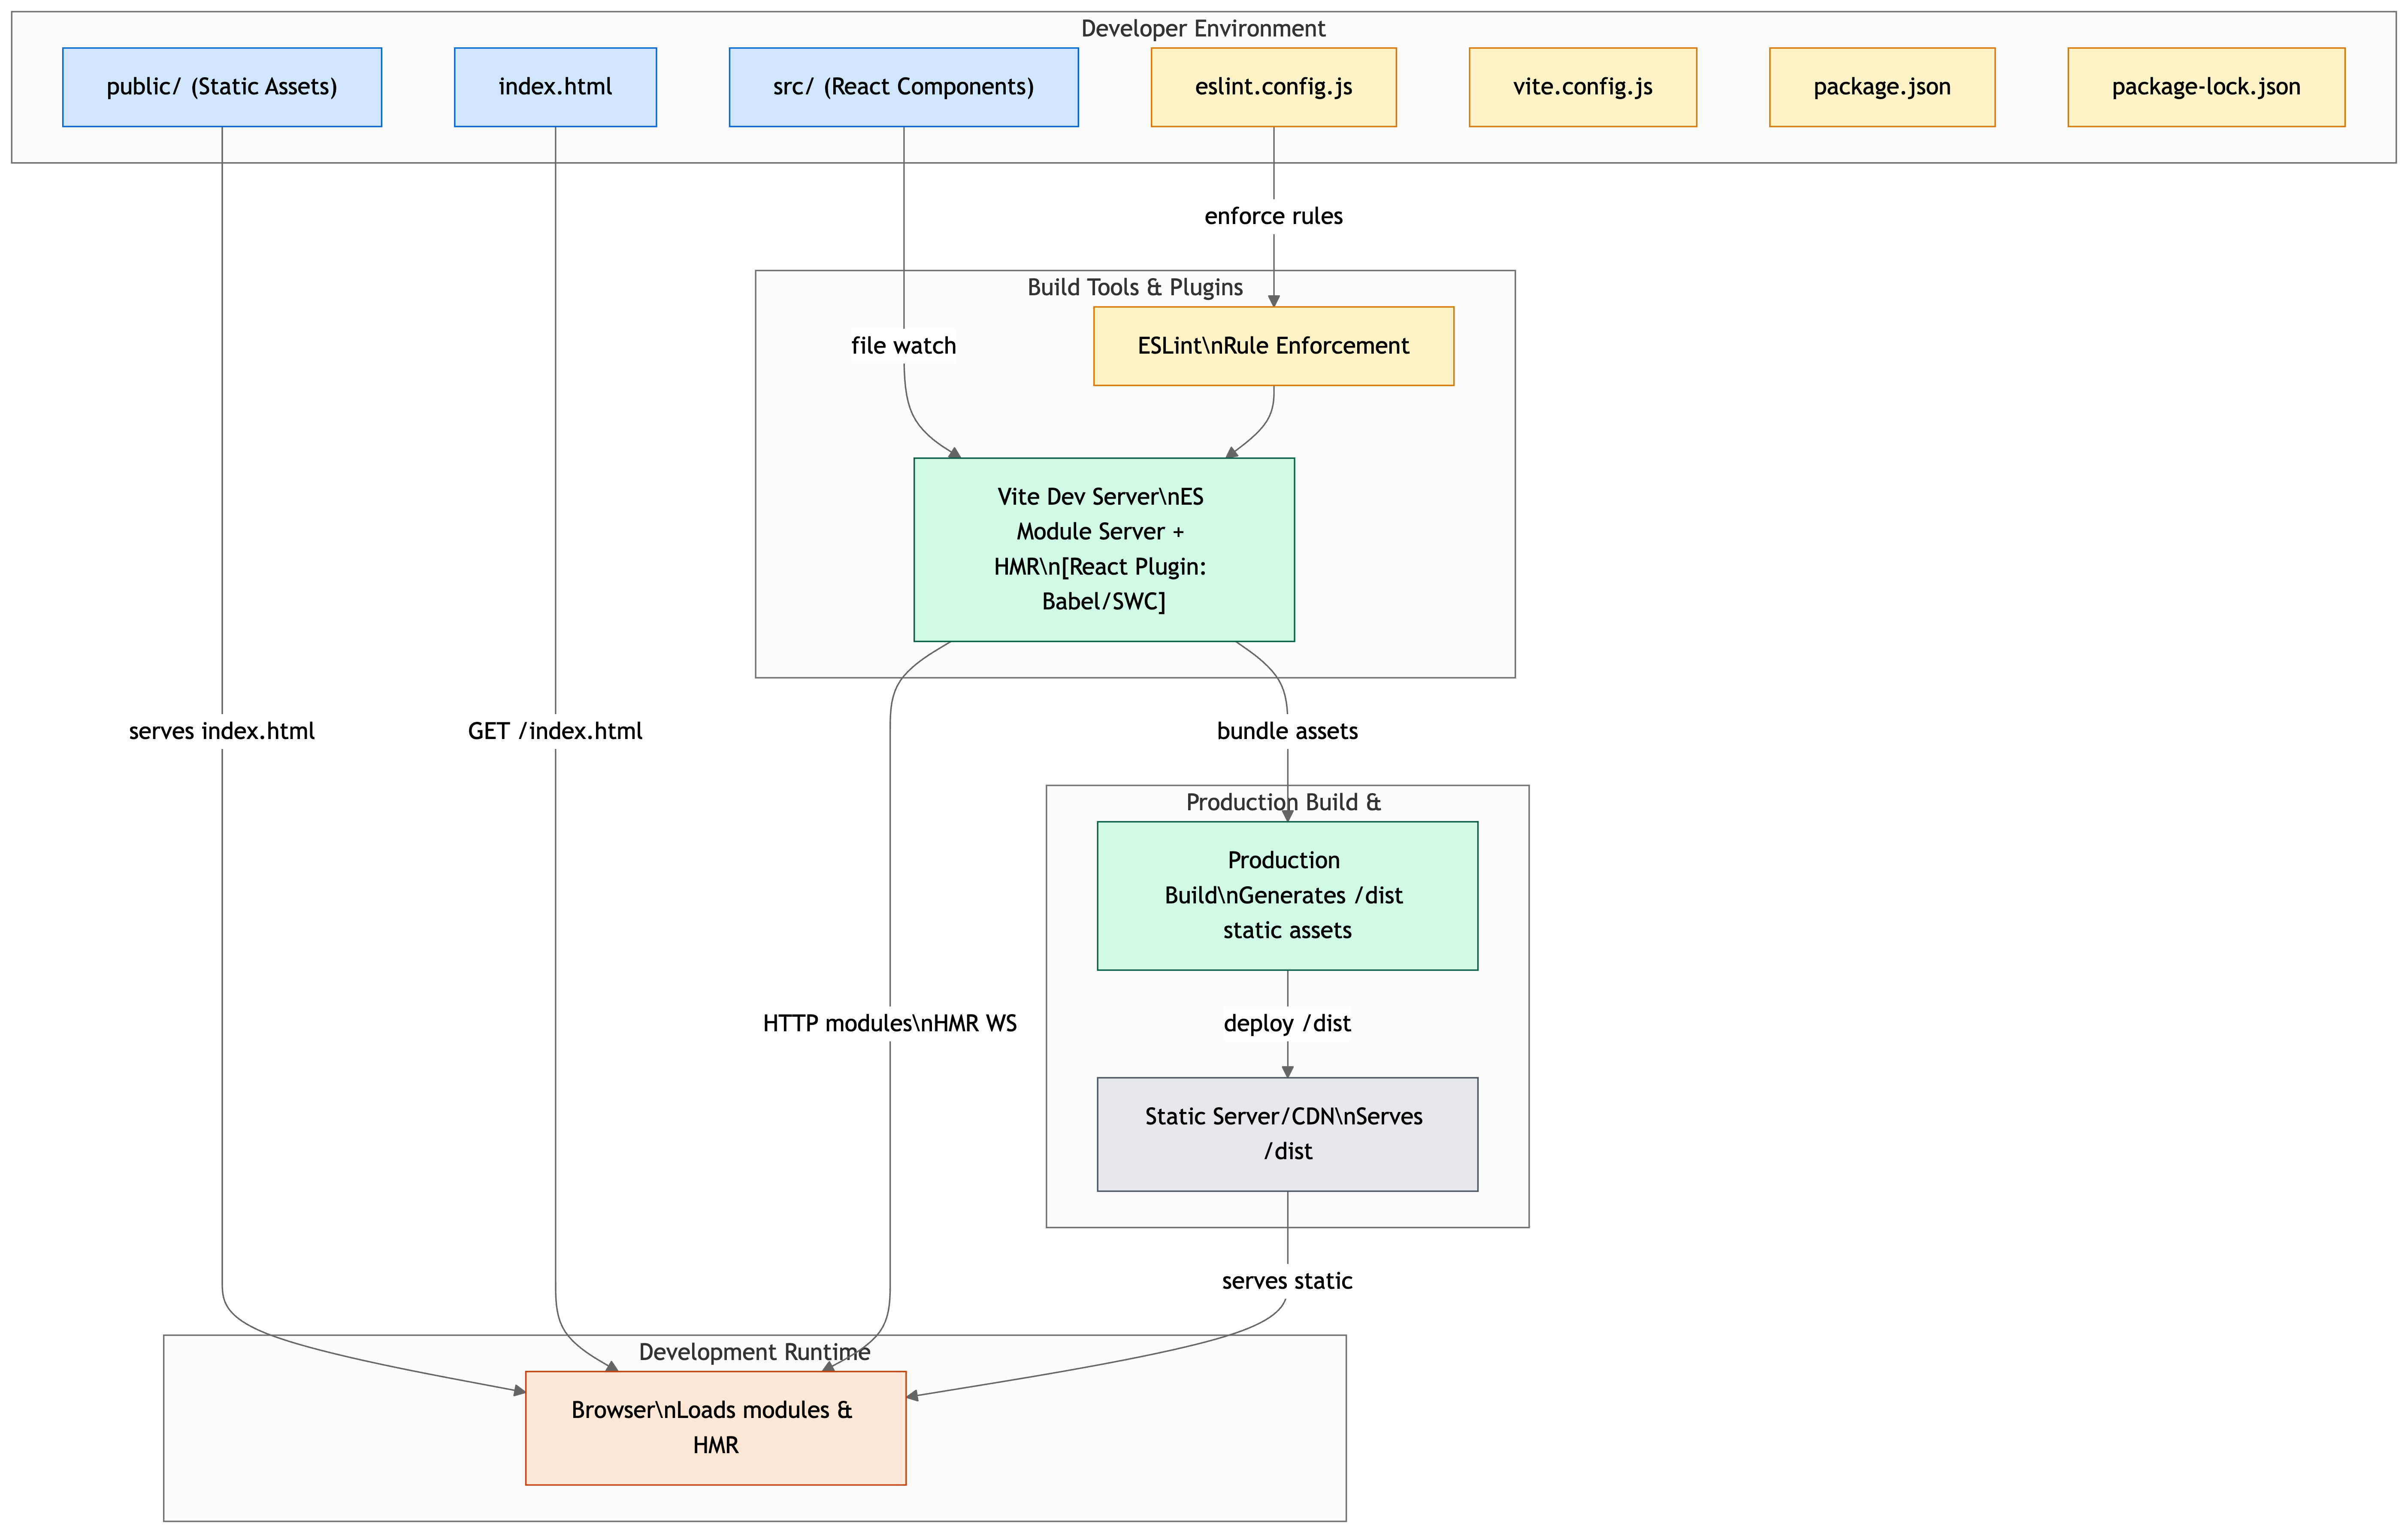 Developer Environment
public/ (Static Assets)
index.html
src/ (React Components)
eslint.config.js
vite.config.js
package.json
package-lock.json
enforce rules
Build Tools & Plugins
file watch
ESLint\nRule Enforcement
Vite Dev Server\nES
Module Server +
HMR\n[React Plugin:
Babel/SWC]
serves index.html
GET /index.html
bundle assets
Production Build &
Production
Build\nGenerates /dist
static assets
HTTP modules\nHMR WS
deploy /dist
Static Server/CDN\nServes
/dist
serves static
Development Runtime
Browser\nLoads modules &
HMR